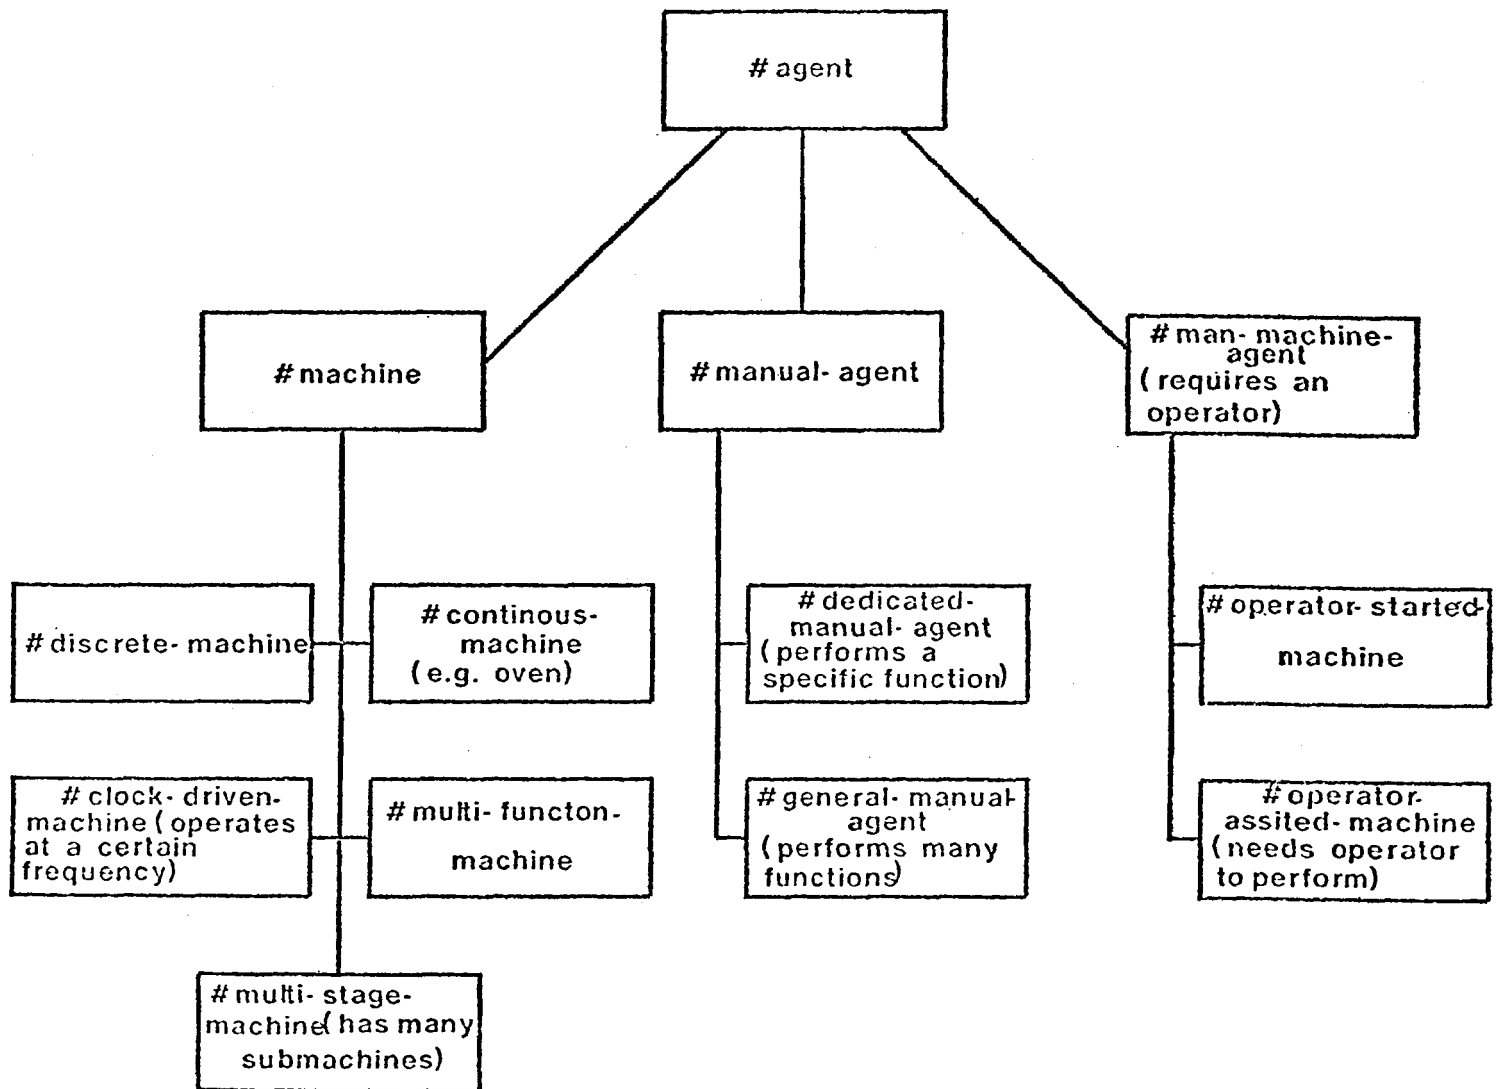 # agent
# machine
# manual-agent
# man-machine-
agent
(requires an
operator)
# discrete-machine
# continous-
machine
(e.g. oven)
# dedicated-
manual-agent
(performs a
specific function)
# operator-started-
machine
# clock-driven-
machine (operates
at a certain
frequency)
# multi-functon-
machine
# general-manual-
agent
(performs many
functions)
# operator-
assited-machine
(needs operator
to perform)
# multi-stage-
machine (has many
submachines)